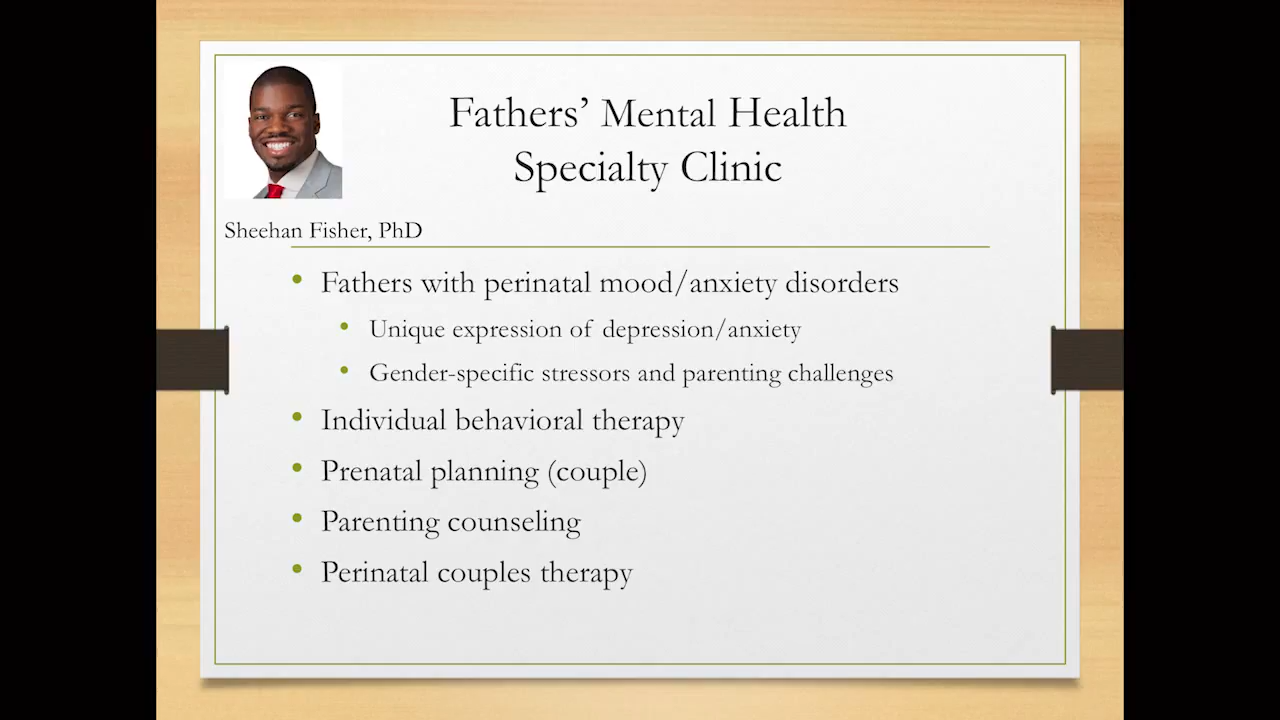 Fathers’ Mental Health
Specialty Clinic
Sheehan Fisher, PhD
• Fathers with perinatal mood/anxiety disorders
• Unique expression of depression/anxiety
• Gender-specific stressors and parenting challenges
• Individual behavioral therapy
• Prenatal planning (couple)
• Parenting counseling
• Perinatal couples therapy